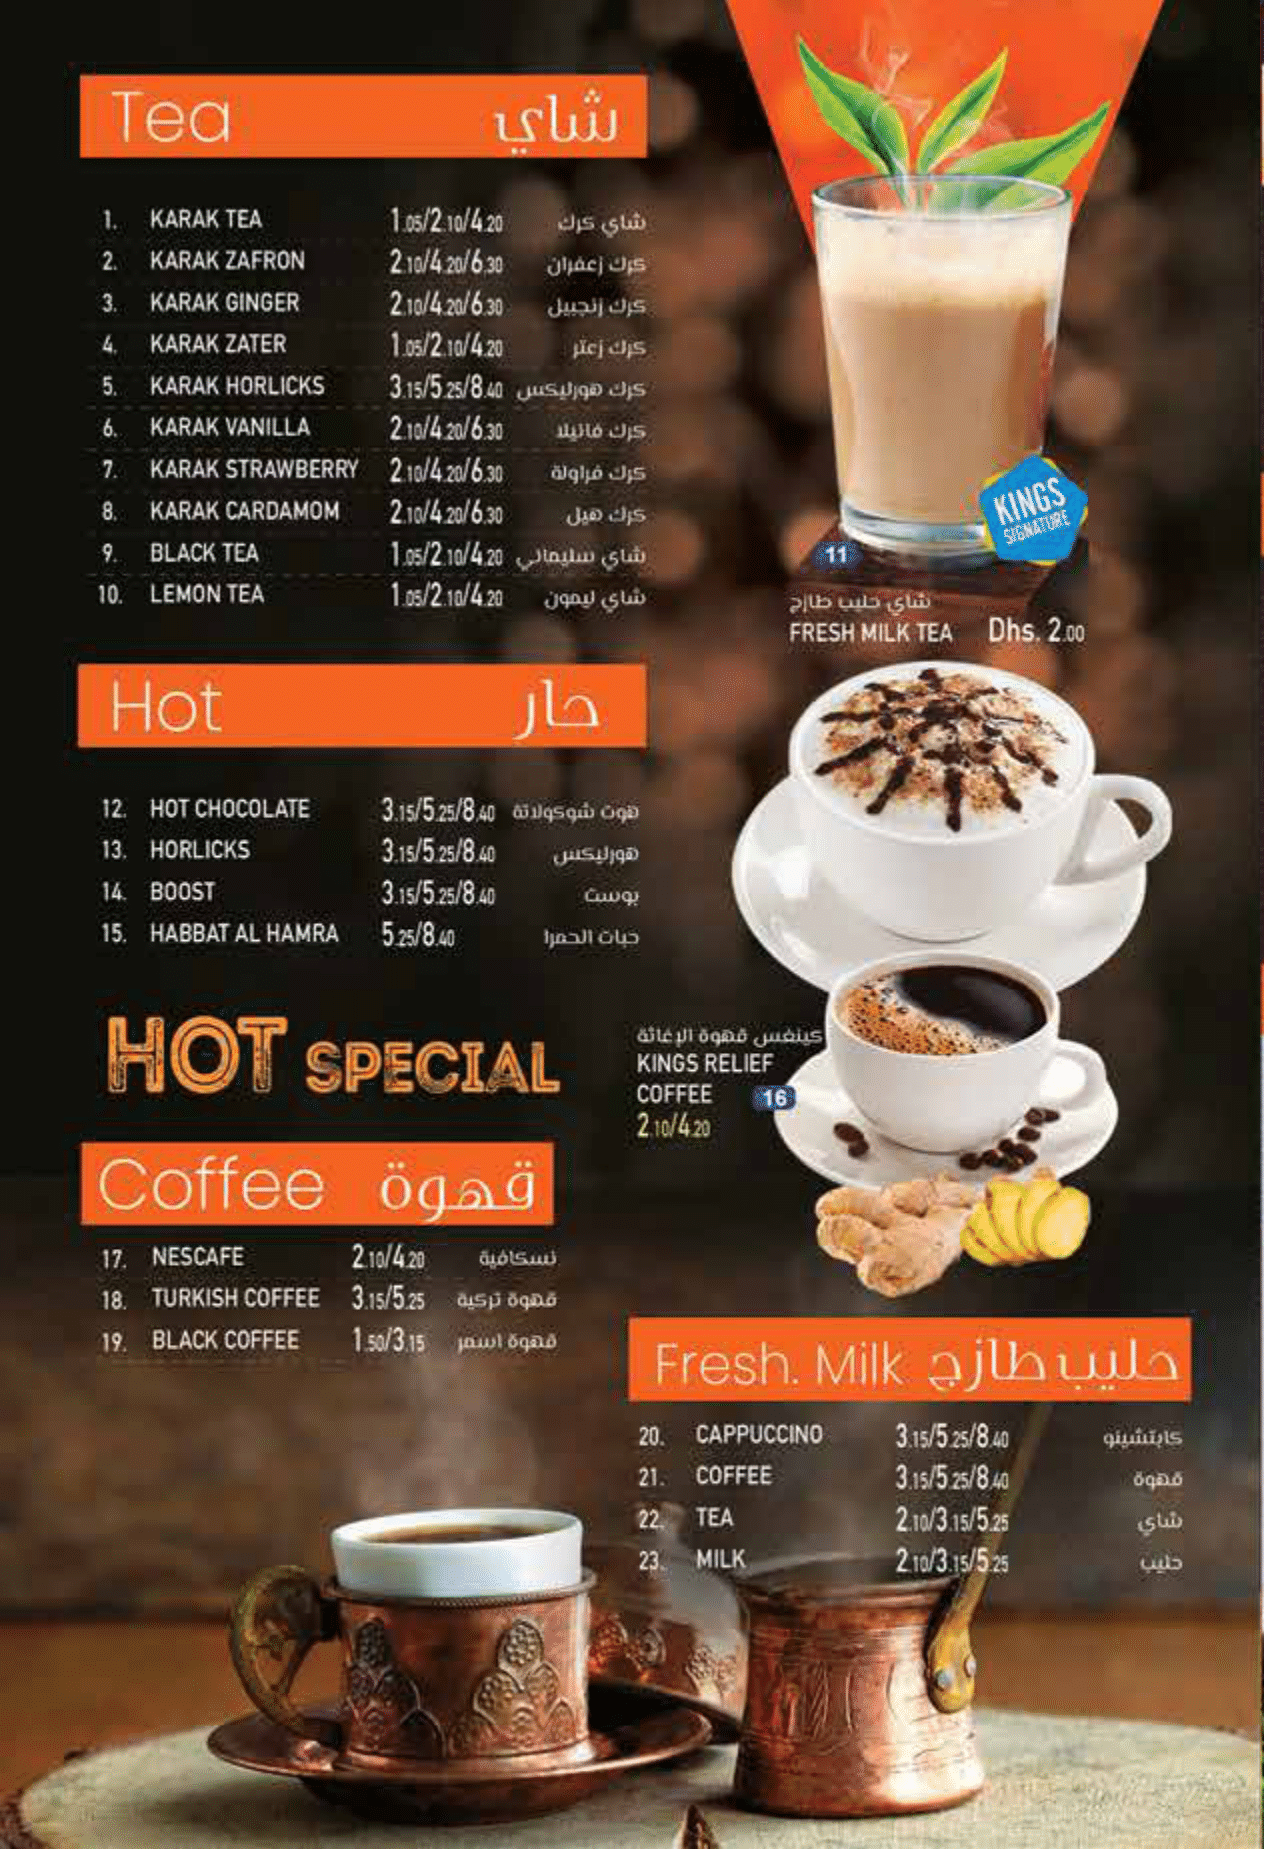 Tea شاي
1. KARAK TEA 1.05/2.10/4.20 شاي كرك
2. KARAK ZAFRON 2.10/4.20/6.30 كرك زعفران
3. KARAK GINGER 2.10/4.20/6.30 كرك زنجبيل
4. KARAK ZATER 1.05/2.10/4.20 كرك زعتر
5. KARAK HORLICKS 3.15/5.25/8.40 كرك هورليكس
6. KARAK VANILLA 2.10/4.20/6.30 كرك فانيلا
7. KARAK STRAWBERRY 2.10/4.20/6.30 كرك فراولة
8. KARAK CARDAMOM 2.10/4.20/6.30 كرك هيل
9. BLACK TEA 1.05/2.10/4.20 شاي سليماني
10. LEMON TEA 1.05/2.10/4.20 شاي ليمون
KINGS
SIGNATURE
11
شاي حليب طازج
FRESH MILK TEA Dhs. 2.00
Hot حار
12. HOT CHOCOLATE 3.15/5.25/8.40 هوت شوكولاتة
13. HORLICKS 3.15/5.25/8.40 هورليكس
14. BOOST 3.15/5.25/8.40 بوست
15. HABBAT AL HAMRA 5.25/8.40 حبات الحمرا
HOT SPECIAL
كينغس قهوة الإغاثة
KINGS RELIEF
COFFEE 16
2.10/4.20
Coffee قهوة
17. NESCAFE 2.10/4.20 نسكافية
18. TURKISH COFFEE 3.15/5.25 قهوة تركية
19. BLACK COFFEE 1.50/3.15 قهوة اسمر
Fresh. Milk حليب طازج
20. CAPPUCCINO 3.15/5.25/8.40 كابتشينو
21. COFFEE 3.15/5.25/8.40 قهوة
22. TEA 2.10/3.15/5.25 شاي
23. MILK 2.10/3.15/5.25 حليب